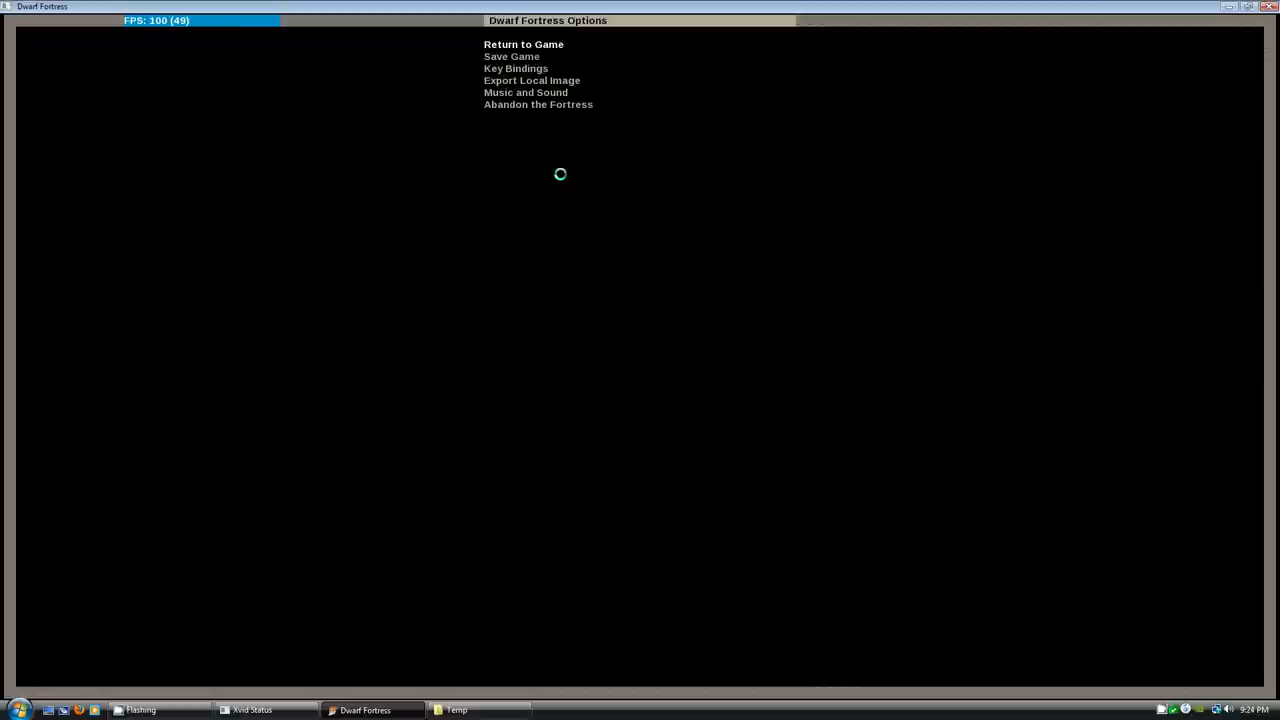 Dwarf Fortress
FPS: 100 (49)
Dwarf Fortress Options
Return to Game
Save Game
Key Bindings
Export Local Image
Music and Sound
Abandon the Fortress
Flashing
Xvid Status
Dwarf Fortress
Temp
9:24 PM